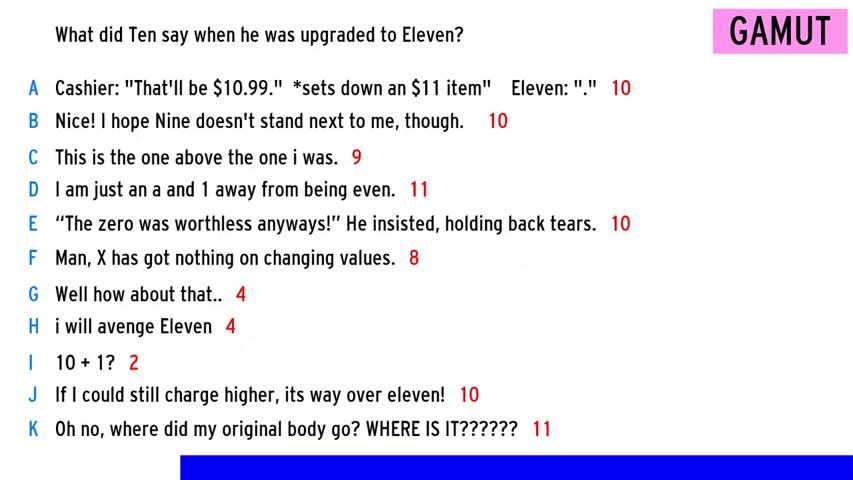 What did Ten say when he was upgraded to Eleven?
GAMUT
A Cashier: "That'll be $10.99." *sets down an $11 item" Eleven: "." 10
B Nice! I hope Nine doesn't stand next to me, though. 10
C This is the one above the one i was. 9
D I am just an a and 1 away from being even. 11
E “The zero was worthless anyways!” He insisted, holding back tears. 10
F Man, X has got nothing on changing values. 8
G Well how about that.. 4
H i will avenge Eleven 4
I 10 + 1? 2
J If I could still charge higher, its way over eleven! 10
K Oh no, where did my original body go? WHERE IS IT?????? 11